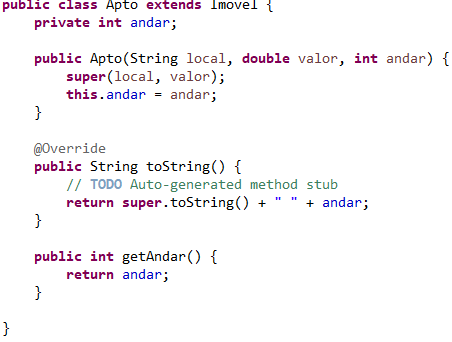 public class Apto extends Imovel {
    private int andar;

    public Apto(String local, double valor, int andar) {
        super(local, valor);
        this.andar = andar;
    }

    @Override
    public String toString() {
        // TODO Auto-generated method stub
        return super.toString() + " " + andar;
    }

    public int getAndar() {
        return andar;
    }

}